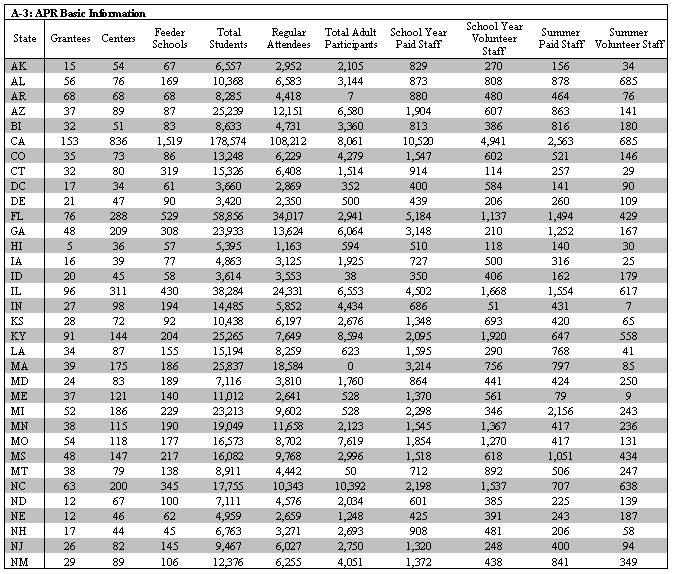 A-3: APR Basic Information
State Grantees Centers Feeder Schools Total Students Regular Attendees Total Adult Participants School Year Paid Staff School Year Volunteer Staff Summer Paid Staff Summer Volunteer Staff
AK 15 54 67 6,557 2,952 2,105 829 270 156 34
AL 56 76 169 10,368 6,583 3,144 873 808 878 685
AR 68 68 68 8,285 4,418 7 880 480 464 76
AZ 37 89 87 25,239 12,151 6,580 1,904 607 863 141
BI 32 51 83 8,633 4,731 3,360 813 386 816 180
CA 153 836 1,519 178,574 108,212 8,061 10,520 4,941 2,563 685
CO 35 73 86 13,248 6,229 4,279 1,547 602 521 146
CT 32 80 319 15,326 6,408 1,514 914 114 257 29
DC 17 34 61 3,660 2,869 352 400 584 141 90
DE 21 47 90 3,420 2,350 500 439 206 260 109
FL 76 288 529 58,856 34,017 2,941 5,184 1,137 1,494 429
GA 48 209 308 23,933 13,624 6,064 3,148 210 1,252 167
HI 5 36 57 5,395 1,163 594 510 118 140 30
IA 16 39 77 4,863 3,125 1,925 727 500 316 25
ID 20 45 58 3,614 3,553 38 350 406 162 179
IL 96 311 430 38,284 24,331 6,553 4,502 1,668 1,554 617
IN 27 98 194 14,485 5,852 4,434 686 51 431 7
KS 28 72 92 10,438 6,197 2,676 1,348 693 420 65
KY 91 144 204 25,265 7,649 8,594 2,095 1,920 647 558
LA 34 87 155 15,194 8,259 623 1,595 290 768 41
MA 39 175 186 25,837 18,584 0 3,214 756 797 85
MD 24 83 189 7,116 3,810 1,760 864 441 424 250
ME 37 121 140 11,012 2,641 528 1,370 561 79 9
MI 52 186 229 23,213 9,602 528 2,298 346 2,156 243
MN 38 115 190 19,049 11,658 2,123 1,545 1,367 417 236
MO 54 118 177 16,573 8,702 7,619 1,854 1,270 417 131
MS 48 147 217 16,082 9,768 2,996 1,518 618 1,051 434
MT 38 79 138 8,911 4,442 50 712 892 506 247
NC 63 200 345 17,755 10,343 10,392 2,198 1,537 707 638
ND 12 67 100 7,111 4,576 2,034 601 385 225 139
NE 12 46 62 4,959 2,659 1,248 425 391 243 187
NH 17 44 45 6,763 3,271 2,693 908 481 206 58
NJ 26 82 145 9,467 6,027 2,750 1,320 248 400 94
NM 29 89 106 12,376 6,255 4,051 1,372 438 841 349